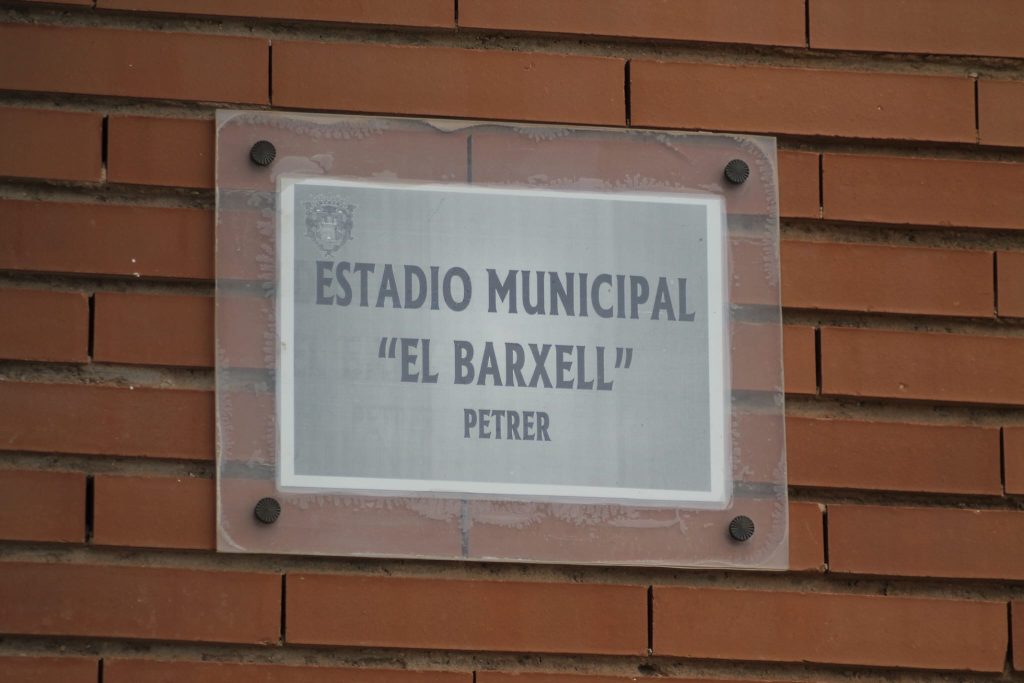 ESTADIO MUNICIPAL
“EL BARXELL”
PETRER